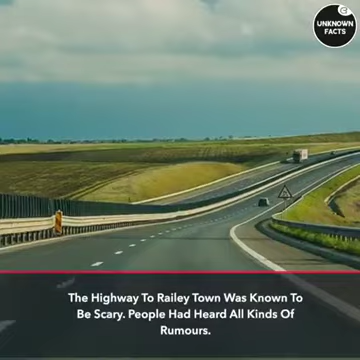 UNKNOWN
FACTS
The Highway To Railey Town Was Known To
Be Scary. People Had Heard All Kinds Of
Rumours.